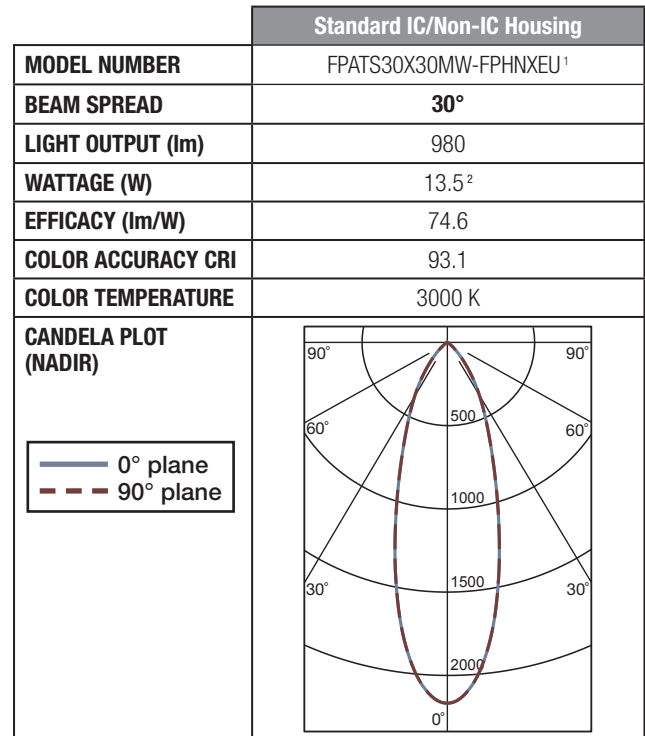 Standard IC/Non-IC Housing
MODEL NUMBER FPATS30X30MW-FPHNXEU¹
BEAM SPREAD 30°
LIGHT OUTPUT (lm) 980
WATTAGE (W) 13.5²
EFFICACY (lm/W) 74.6
COLOR ACCURACY CRI 93.1
COLOR TEMPERATURE 3000 K
CANDELA PLOT
(NADIR)
0° plane
90° plane
90° 90°
500
60° 60°
1000
1500
30° 30°
2000
0°